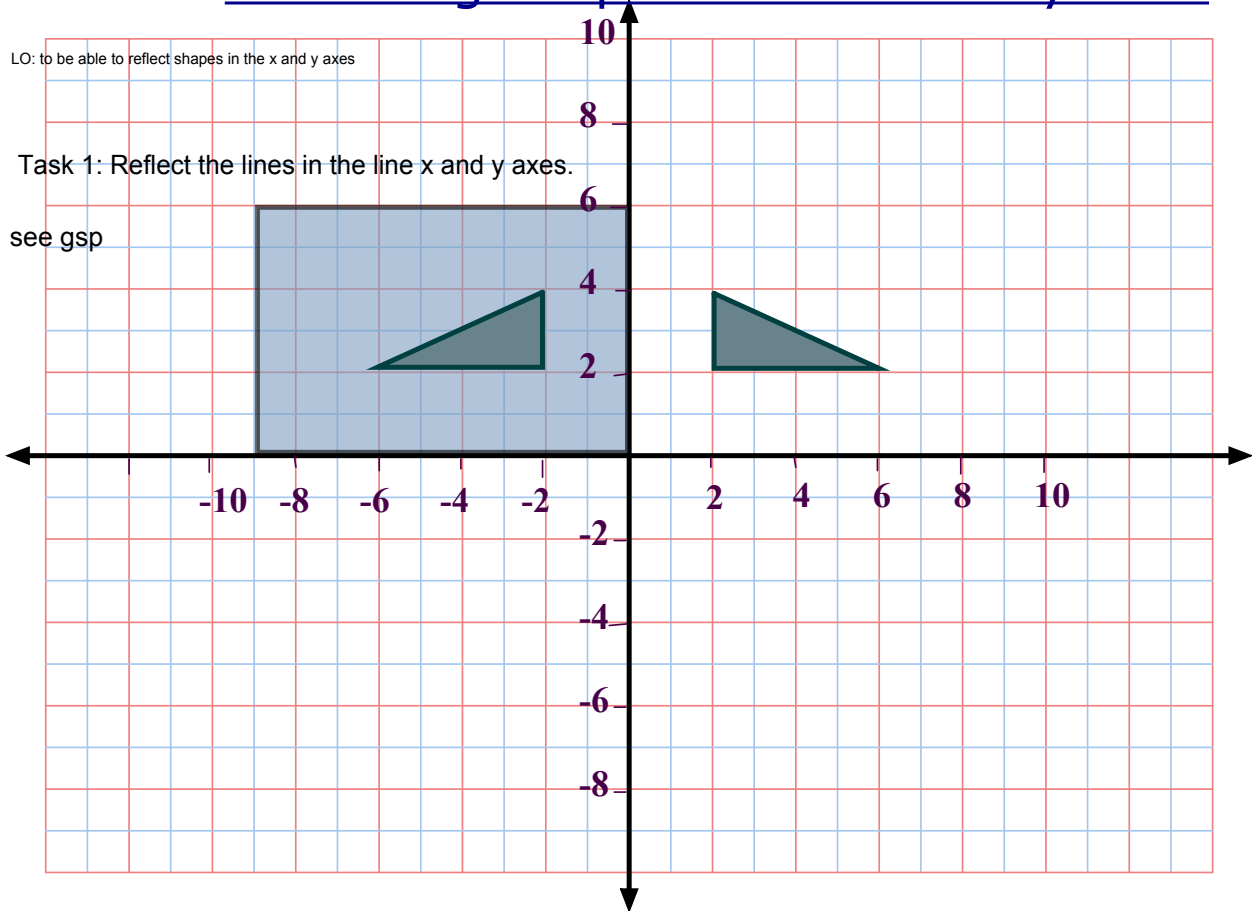 LO: to be able to reflect shapes in the x and y axes
Task 1: Reflect the lines in the line x and y axes.
see gsp
10
8
6
4
2
-10 -8 -6 -4 -2 2 4 6 8 10
-2
-4
-6
-8